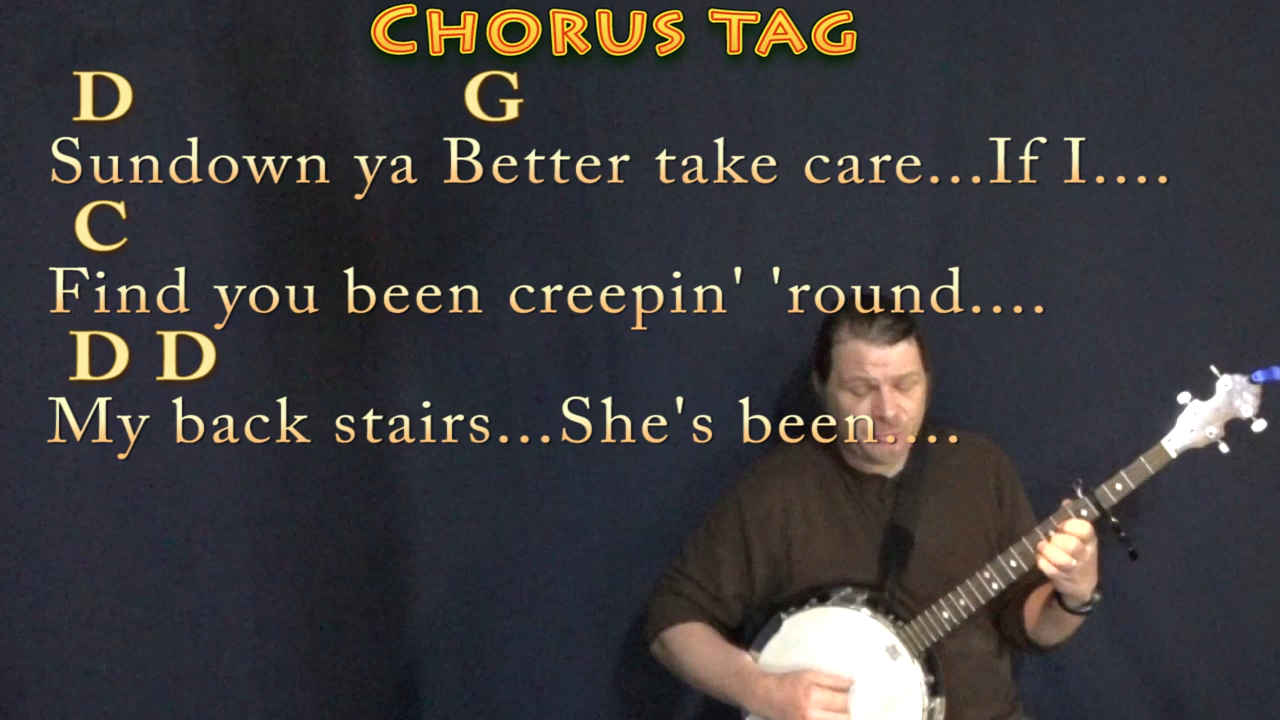 CHORUS TAG
D G
Sundown ya Better take care...If I....
C
Find you been creepin' 'round....
D D
My back stairs...She's been....